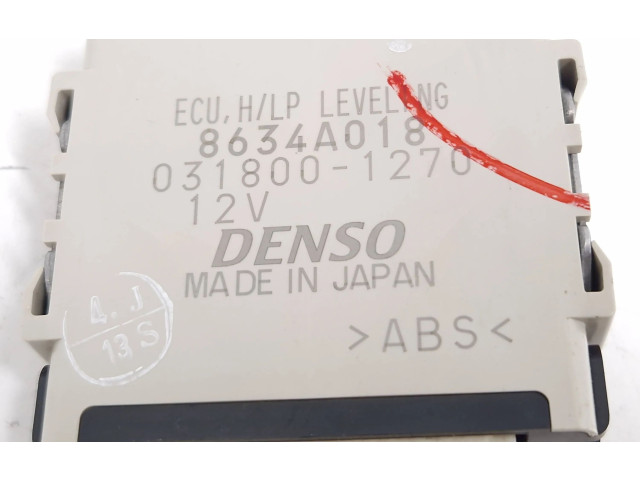 ECU, H/LP LEVELING
8634A018
031800-1270
12V
DENSO
MADE IN JAPAN
>ABS<
4. J
13 S